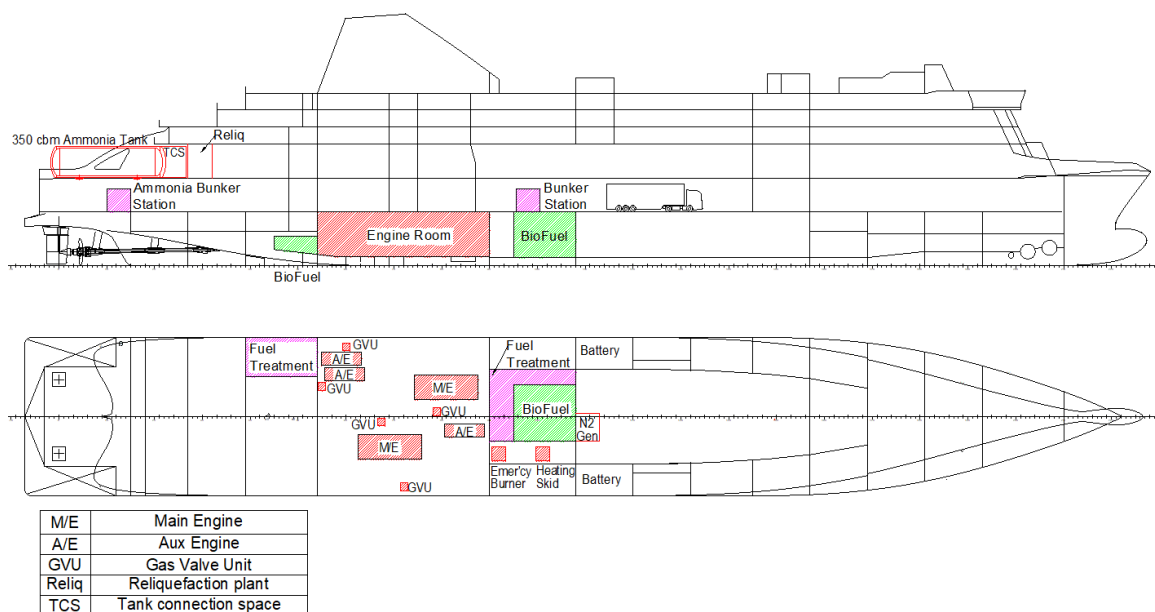 350 cbm Ammonia Tank
TCS
Reliq
Ammonia Bunker
Station
Bunker
Station
Engine Room
BioFuel
BioFuel
Fuel
Treatment
GVU
A/E
A/E
GVU
M/E
GVU
GVU
M/E
A/E
GVU
Fuel
Treatment
Battery
BioFuel
N2
Gen
Emer'cy
Burner
Heating
Skid
Battery
M/E Main Engine
A/E Aux Engine
GVU Gas Valve Unit
Reliq Reliquefaction plant
TCS Tank connection space